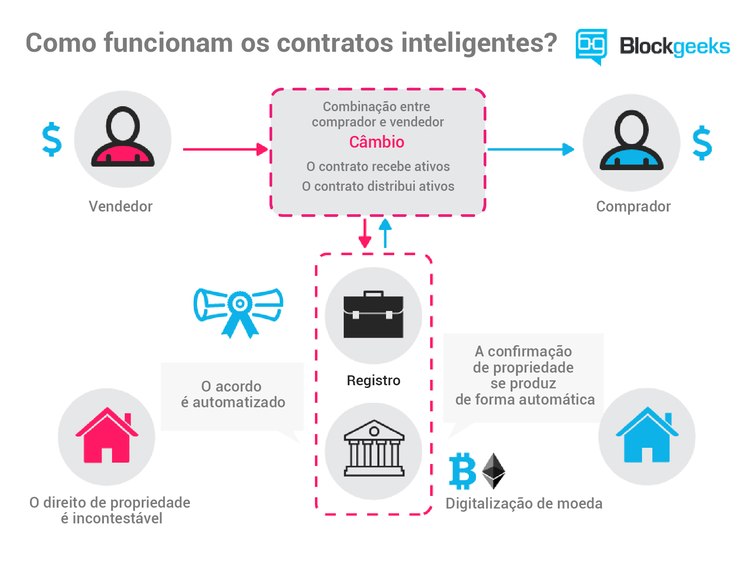 Como funcionam os contratos inteligentes?
Blockgeeks
Combinação entre
comprador e vendedor
Câmbio
O contrato recebe ativos
O contrato distribui ativos
Vendedor
Comprador
Registro
O acordo
é automatizado
A confirmação
de propriedade
se produz
de forma automática
O direito de propriedade
é incontestável
Digitalização de moeda